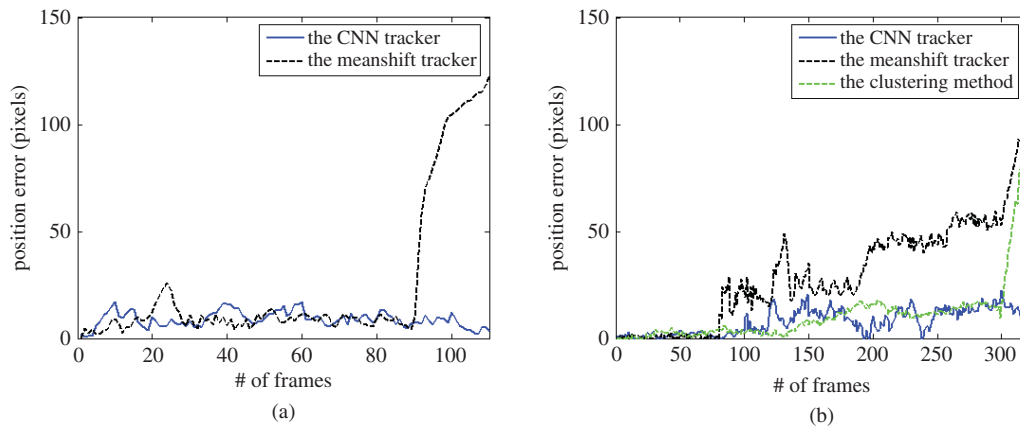 150
100
50
0
position error (pixels)
0
20
40
60
80
100
# of frames
the CNN tracker
the meanshift tracker
(a)
150
100
50
0
position error (pixels)
0
50
100
150
200
250
300
# of frames
the CNN tracker
the meanshift tracker
the clustering method
(b)